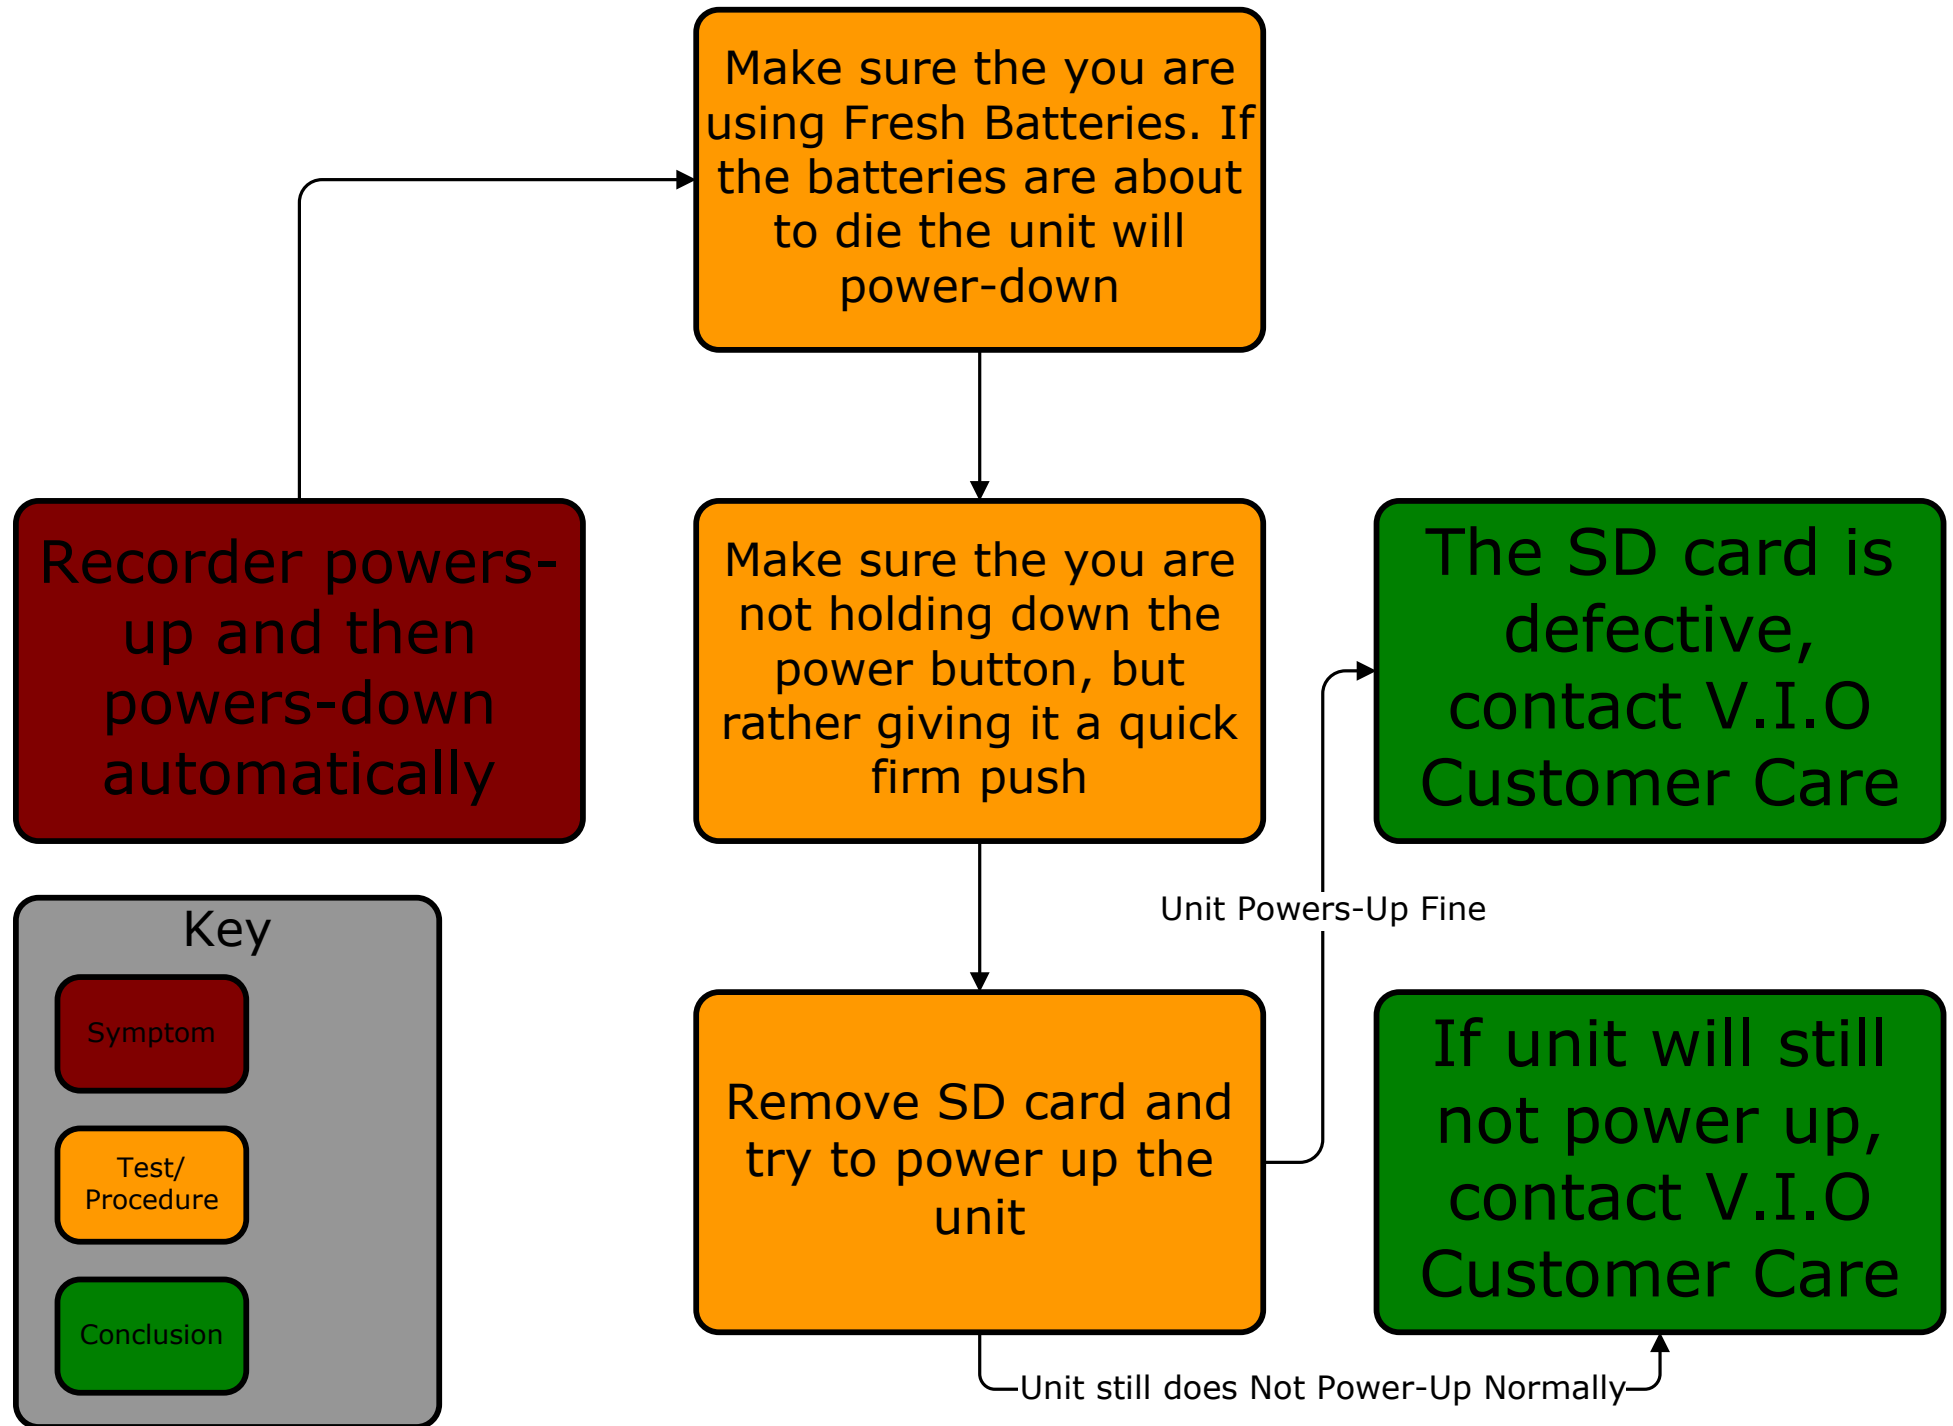 Make sure the you are
using Fresh Batteries. If
the batteries are about
to die the unit will
power-down
Recorder powers-
up and then
powers-down
automatically
Make sure the you are
not holding down the
power button, but
rather giving it a quick
firm push
The SD card is
defective,
contact V.I.O
Customer Care
Unit Powers-Up Fine
Key
Symptom
Test/
Procedure
Conclusion
Remove SD card and
try to power up the
unit
If unit will still
not power up,
contact V.I.O
Customer Care
Unit still does Not Power-Up Normally